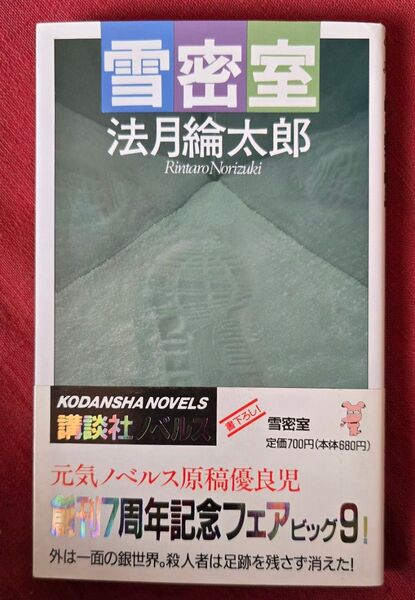 雪密室
法月綸太郎
Rintaro Norizuki
KODANSHA NOVELS
講談社ノベルス
書下ろし!
雪密室
定価700円(本体680円)
元気ノベルス原稿優良児
創刊7周年記念フェアビッグ9!
外は一面の銀世界。殺人者は足跡を残さず消えた!